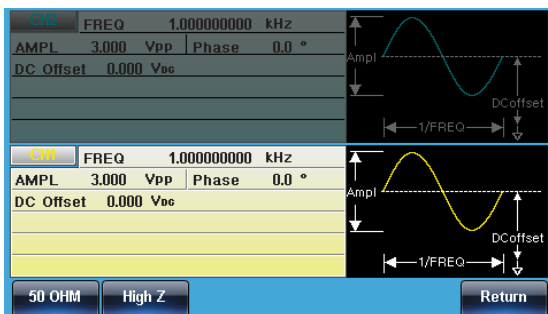 CH2 FREQ 1.000000000 kHz
AMPL 3.000 Vpp Phase 0.0 °
DC Offset 0.000 VDC
Ampl
DCoffset
1/FREQ
CH1 FREQ 1.000000000 kHz
AMPL 3.000 Vpp Phase 0.0 °
DC Offset 0.000 VDC
Ampl
DCoffset
1/FREQ
50 OHM High Z Return